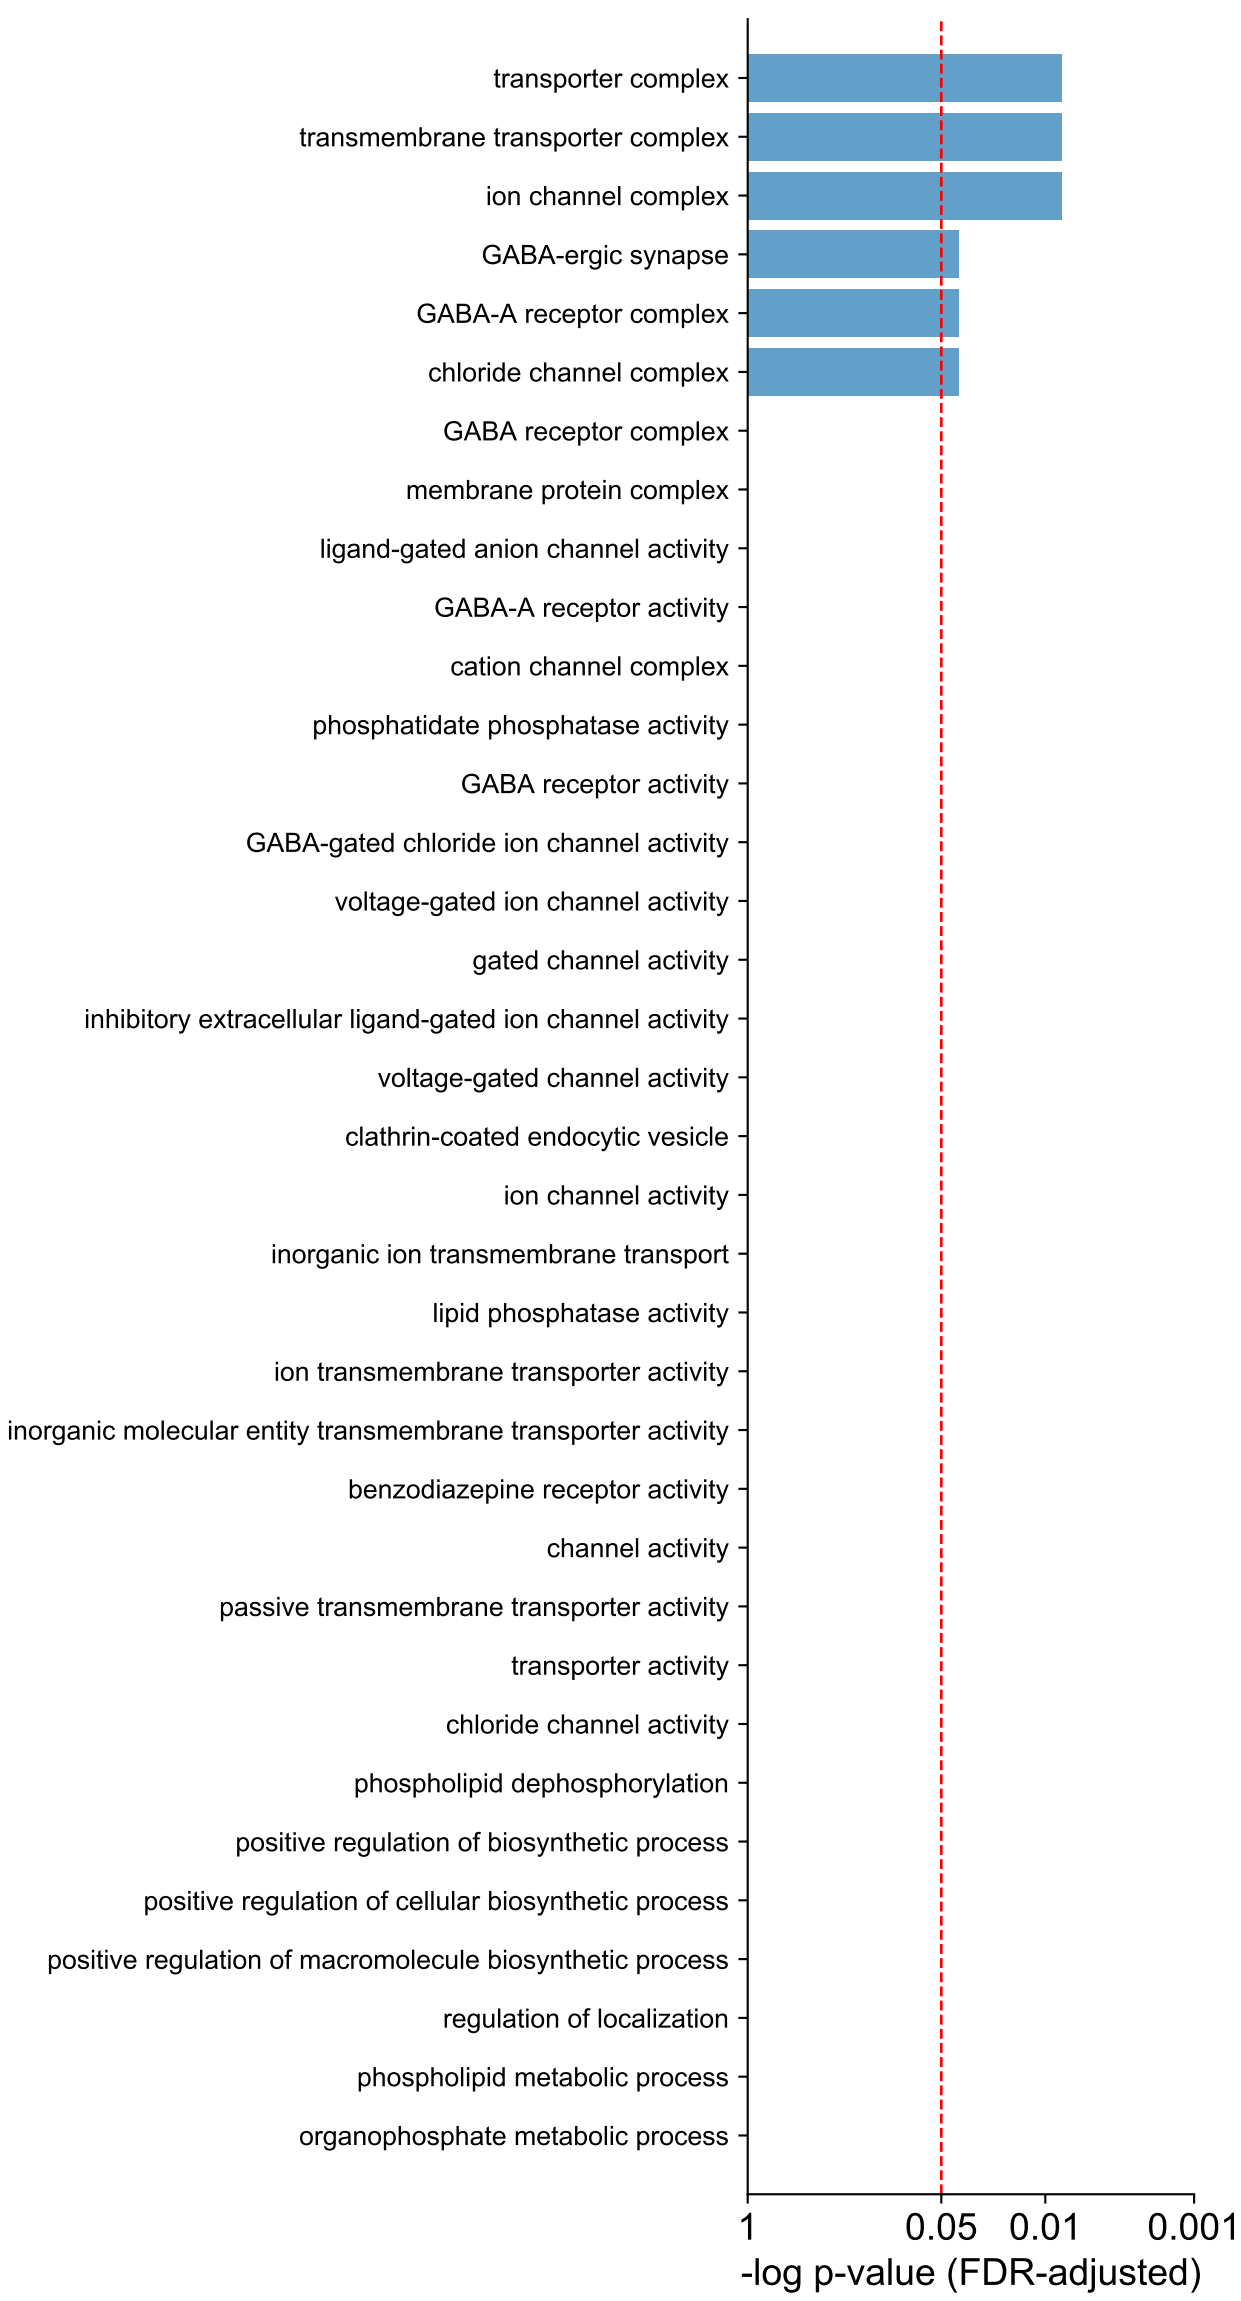 transporter complex
transmembrane transporter complex
ion channel complex
GABA-ergic synapse
GABA-A receptor complex
chloride channel complex
GABA receptor complex
membrane protein complex
ligand-gated anion channel activity
GABA-A receptor activity
cation channel complex
phosphatidate phosphatase activity
GABA receptor activity
GABA-gated chloride ion channel activity
voltage-gated ion channel activity
gated channel activity
inhibitory extracellular ligand-gated ion channel activity
voltage-gated channel activity
clathrin-coated endocytic vesicle
ion channel activity
inorganic ion transmembrane transport
lipid phosphatase activity
ion transmembrane transporter activity
inorganic molecular entity transmembrane transporter activity
benzodiazepine receptor activity
channel activity
passive transmembrane transporter activity
transporter activity
chloride channel activity
phospholipid dephosphorylation
positive regulation of biosynthetic process
positive regulation of cellular biosynthetic process
positive regulation of macromolecule biosynthetic process
regulation of localization
phospholipid metabolic process
organophosphate metabolic process
1 0.05 0.01 0.001
-log p-value (FDR-adjusted)